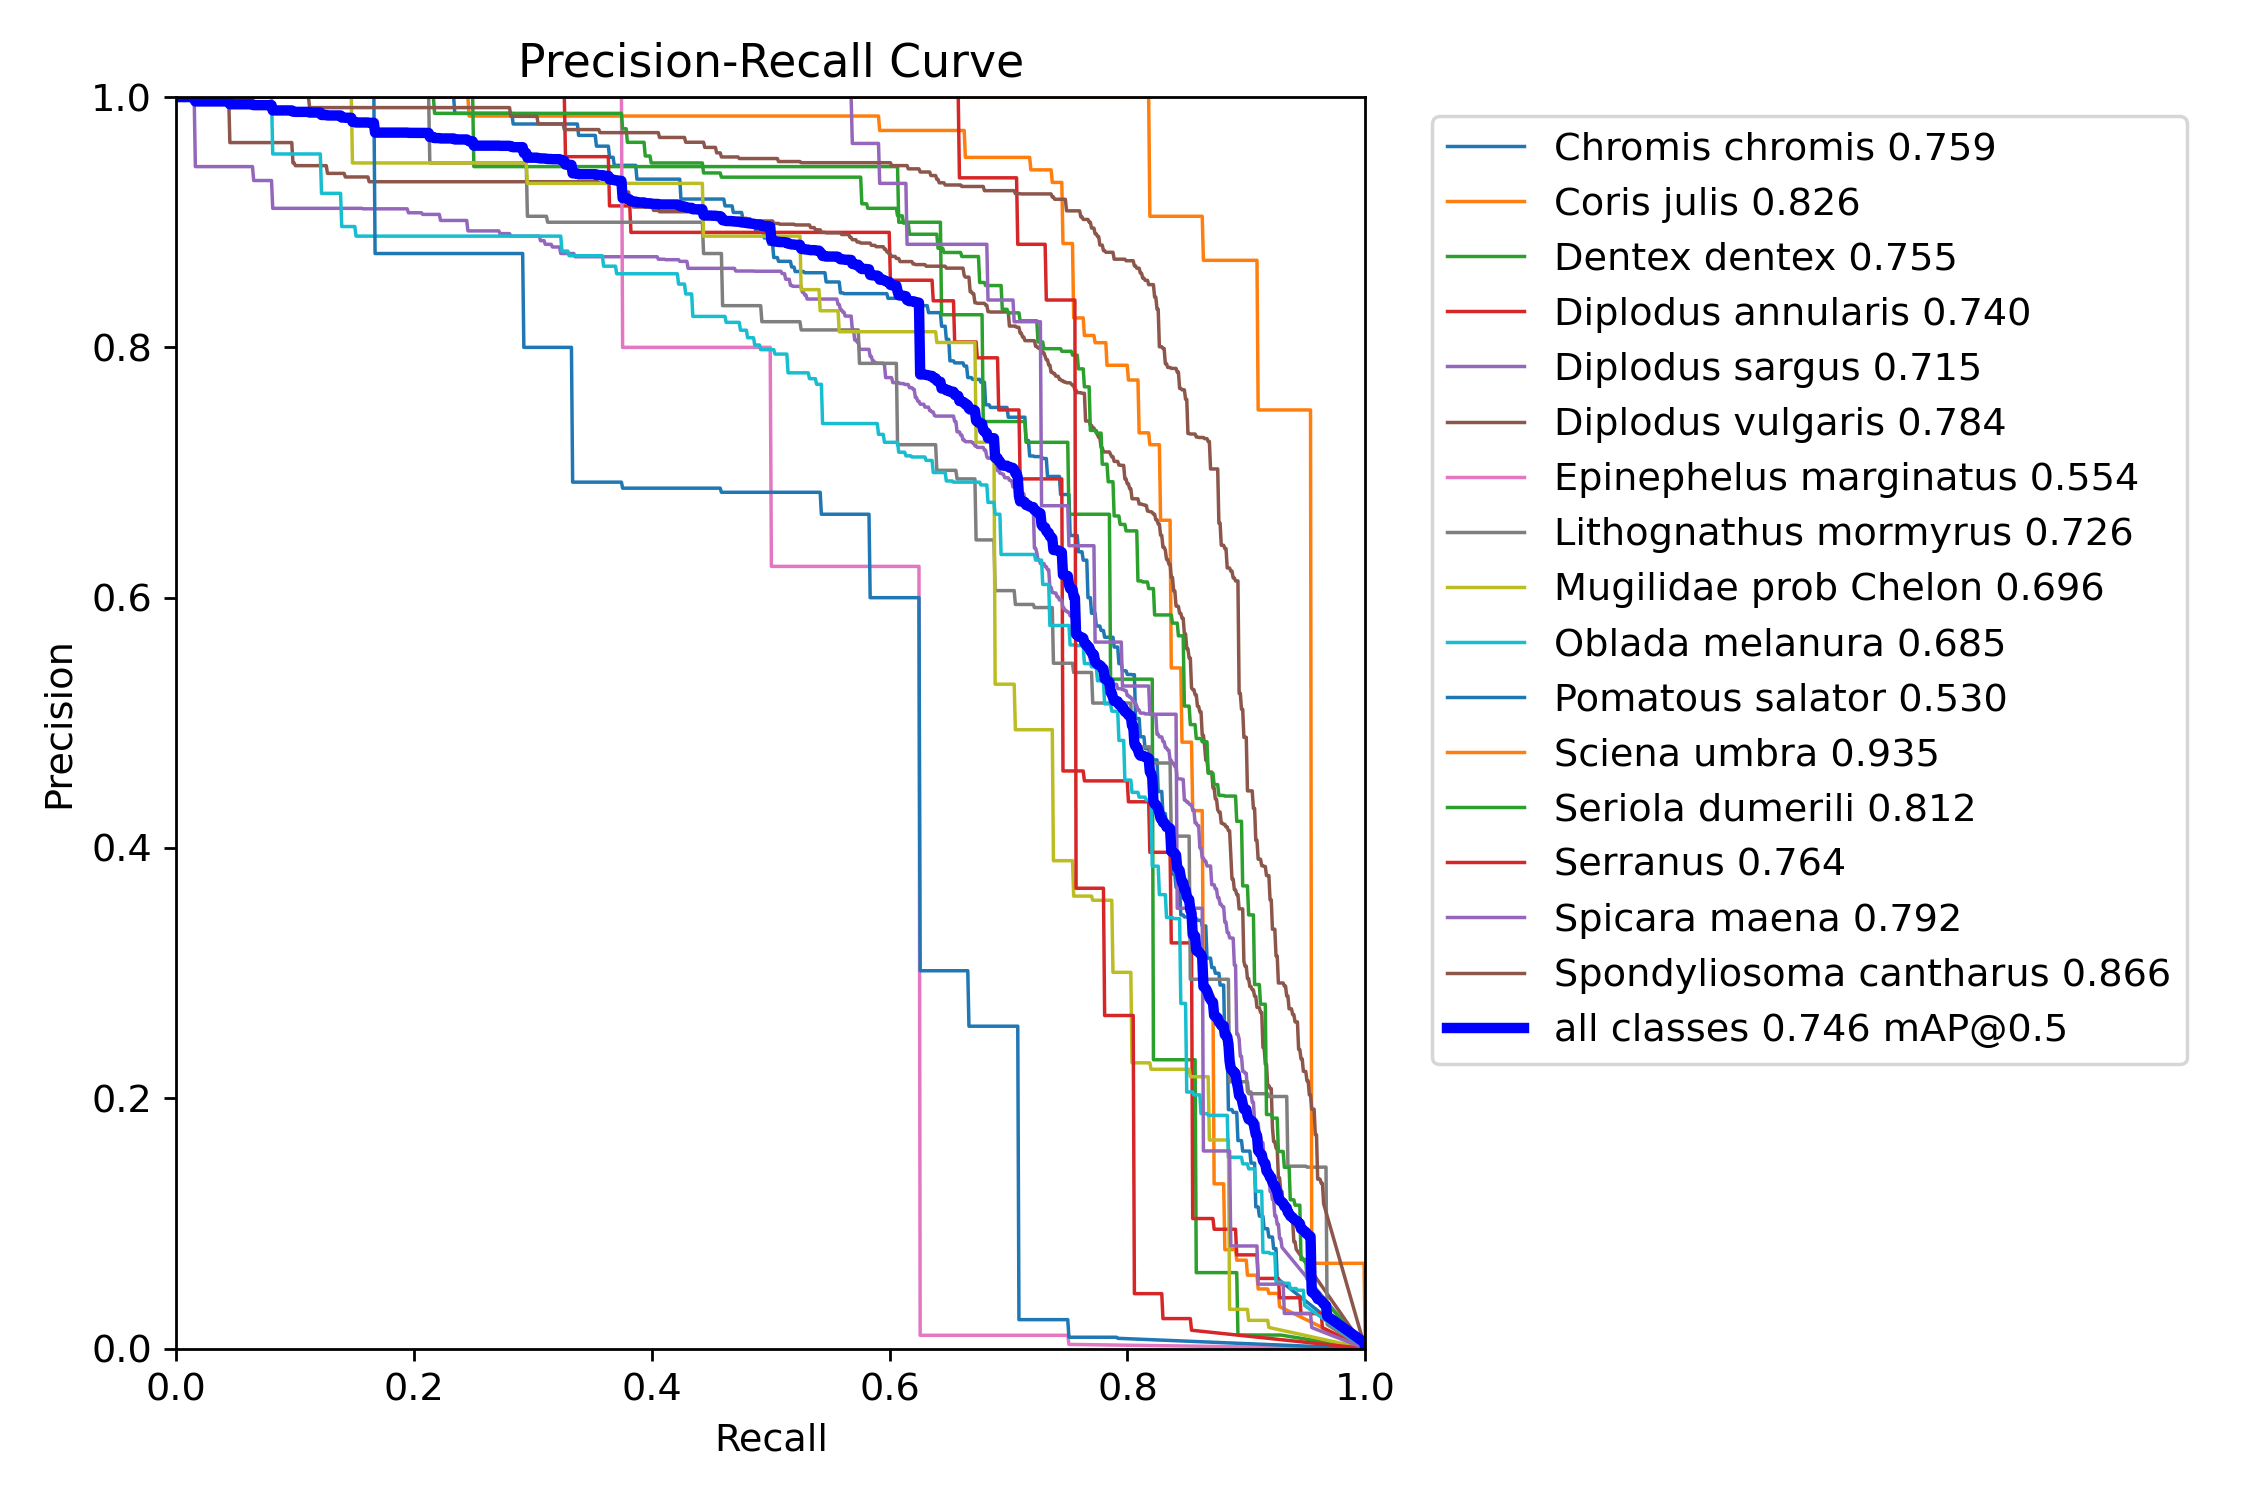 Precision-Recall Curve
1.0
0.8
0.6
0.4
0.2
0.0
Precision
0.0 0.2 0.4 0.6 0.8 1.0
Recall
Chromis chromis 0.759
Coris julis 0.826
Dentex dentex 0.755
Diplodus annularis 0.740
Diplodus sargus 0.715
Diplodus vulgaris 0.784
Epinephelus marginatus 0.554
Lithognathus mormyrus 0.726
Mugilidae prob Chelon 0.696
Oblada melanura 0.685
Pomatous salator 0.530
Sciena umbra 0.935
Seriola dumerili 0.812
Serranus 0.764
Spicara maena 0.792
Spondyliosoma cantharus 0.866
all classes 0.746 mAP@0.5